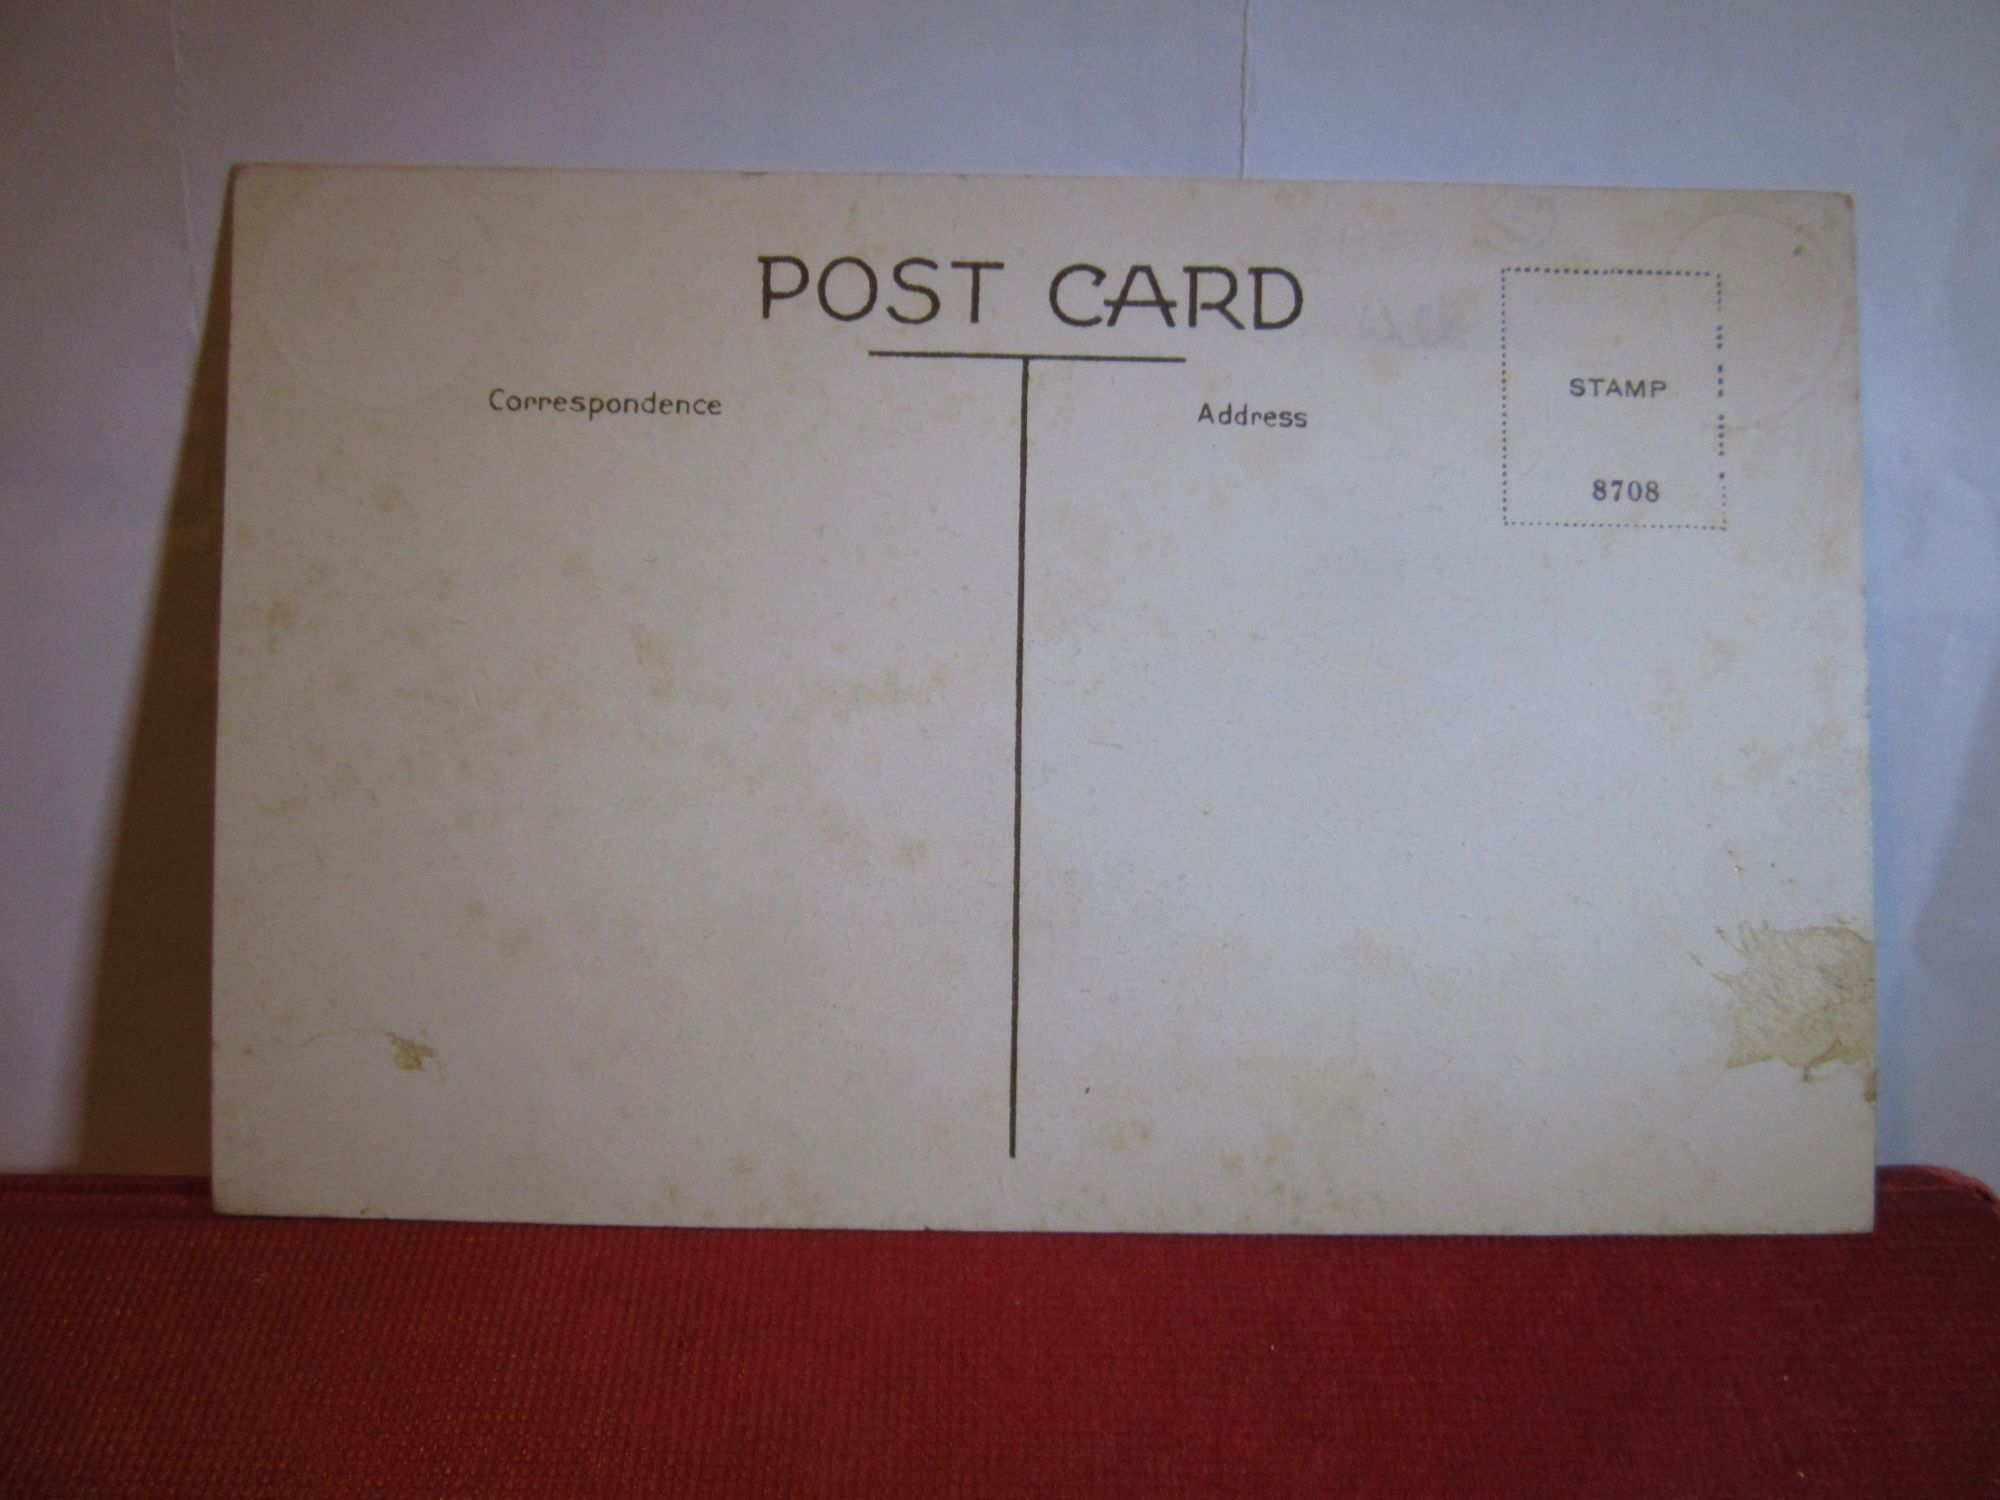 POST CARD
Correspondence
Address
STAMP
8708